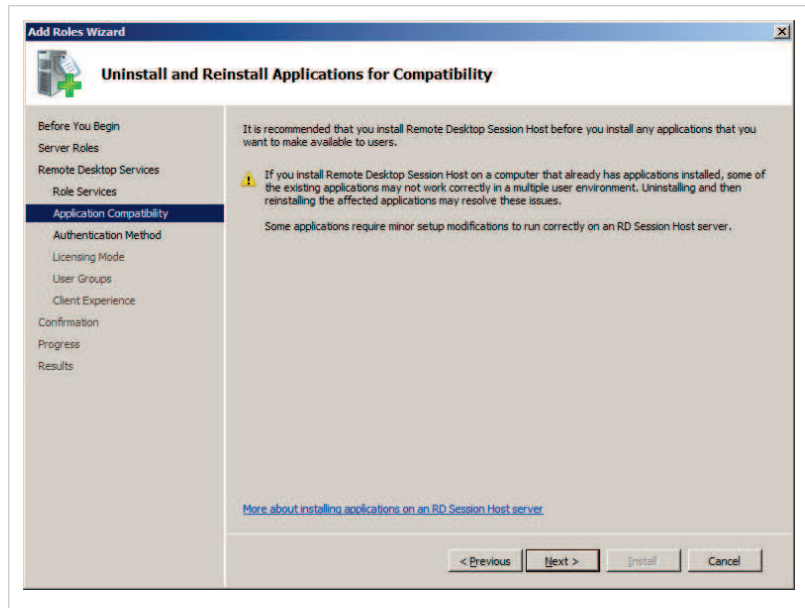 Add Roles Wizard
Uninstall and Reinstall Applications for Compatibility
Before You Begin
Server Roles
Remote Desktop Services
Role Services
Application Compatibility
Authentication Method
Licensing Mode
User Groups
Client Experience
Confirmation
Progress
Results
It is recommended that you install Remote Desktop Session Host before you install any applications that you
want to make available to users.
If you install Remote Desktop Session Host on a computer that already has applications installed, some of
the existing applications may not work correctly in a multiple user environment. Uninstalling and then
reinstalling the affected applications may resolve these issues.
Some applications require minor setup modifications to run correctly on an RD Session Host server.
More about installing applications on an RD Session Host server
< Previous
Next >
Install
Cancel